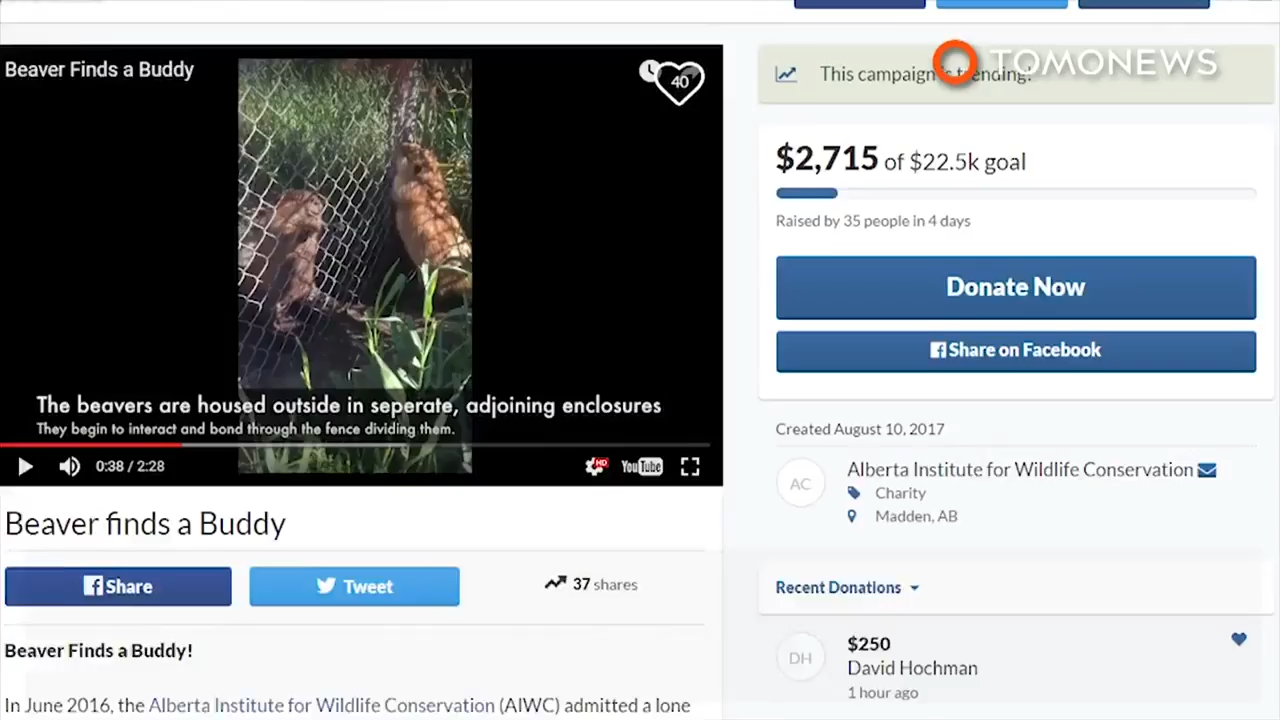 Beaver Finds a Buddy
40
The beavers are housed outside in seperate, adjoining enclosures
They begin to interact and bond through the fence dividing them.
0:38 / 2:28
HD
YouTube
Beaver finds a Buddy
Share
Tweet
37 shares
Beaver Finds a Buddy!
In June 2016, the Alberta Institute for Wildlife Conservation (AIWC) admitted a lone
TOMONEWS
This campaign is trending!
$2,715 of $22.5k goal
Raised by 35 people in 4 days
Donate Now
Share on Facebook
Created August 10, 2017
AC
Alberta Institute for Wildlife Conservation
Charity
Madden, AB
Recent Donations
DH
$250
David Hochman
1 hour ago